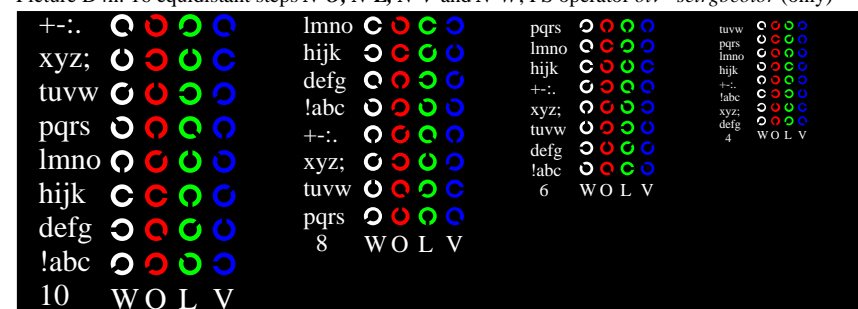 +-:.
xyz;
tuvw
pqrs
lmno
hijk
defg
!abc
10 W O L V
lmno
hijk
defg
!abc
+-:.
xyz;
tuvw
pqrs
8 W O L V
pqrs
lmno
hijk
+-:.
xyz;
tuvw
defg
!abc
6 W O L V
tuvw
pqrs
lmno
hijk
+-:.
!abc
xyz;
defg
4 W O L V